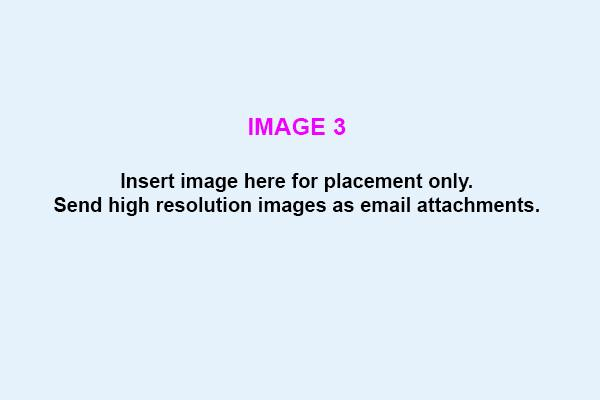 IMAGE 3
Insert image here for placement only.
Send high resolution images as email attachments.